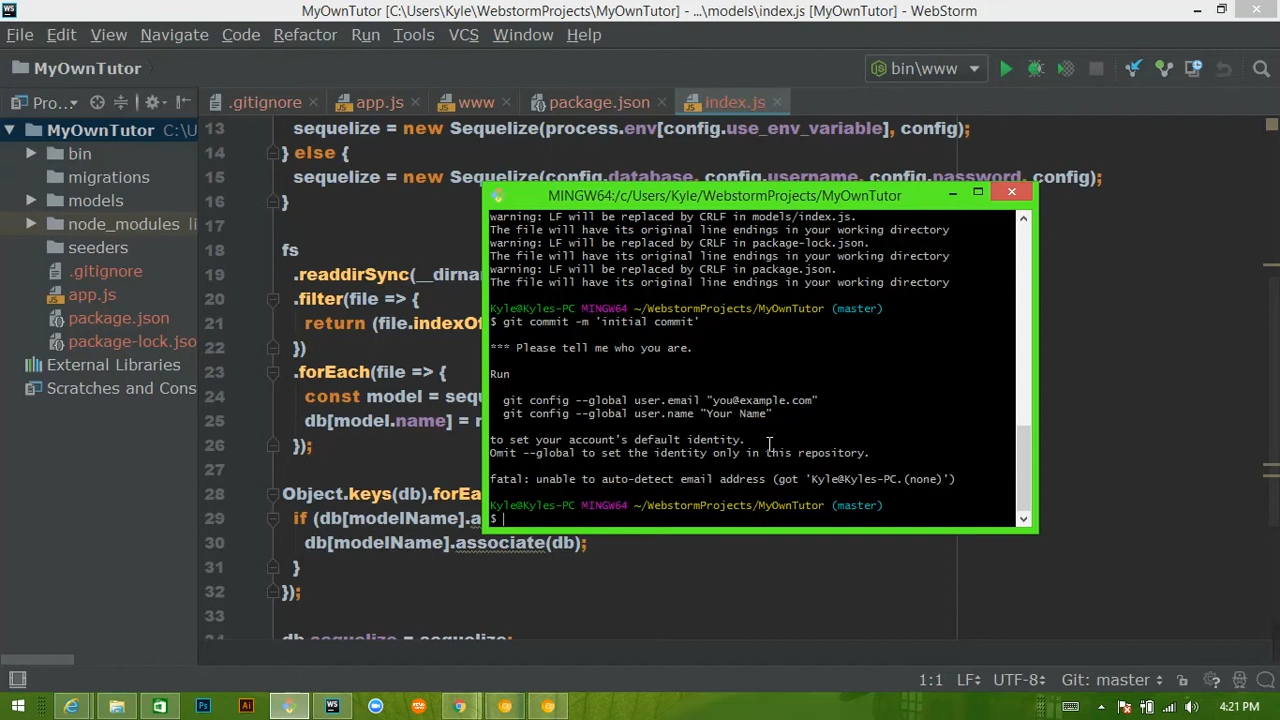 MyOwnTutor [C:\Users\Kyle\WebstormProjects\MyOwnTutor] - ...\models\index.js [MyOwnTutor] - WebStorm
File Edit View Navigate Code Refactor Run Tools VCS Window Help
MyOwnTutor
bin\www
Pro...
.gitignore
app.js
www
package.json
index.js
MyOwnTutor C:\U
bin
migrations
models
node_modules li
seeders
.gitignore
app.js
package.json
package-lock.jso
External Libraries
Scratches and Cons
13 sequelize = new Sequelize(process.env[config.use_env_variable], config);
14 } else {
15 sequelize = new Sequelize(config.database, config.username, config.password, config);
16 }
17
18 fs
19 .readdirSync(__dirna
20 .filter(file => {
21 return (file.indexOf
22 })
23 .forEach(file => {
24 const model = sequ
25 db[model.name] =
26 });
27
28 Object.keys(db).forEa
29 if (db[modelName].a
30 db[modelName].associate(db);
31 }
32 });
33
db.sequelize = sequelize;
MINGW64:/c/Users/Kyle/WebstormProjects/MyOwnTutor
warning: LF will be replaced by CRLF in models/index.js.
The file will have its original line endings in your working directory
warning: LF will be replaced by CRLF in package-lock.json.
The file will have its original line endings in your working directory
warning: LF will be replaced by CRLF in package.json.
The file will have its original line endings in your working directory
Kyle@Kyles-PC MINGW64 ~/WebstormProjects/MyOwnTutor (master)
$ git commit -m 'initial commit'
*** Please tell me who you are.
Run
git config --global user.email "you@example.com"
git config --global user.name "Your Name"
to set your account's default identity.
Omit --global to set the identity only in this repository.
fatal: unable to auto-detect email address (got 'Kyle@Kyles-PC.(none)')
Kyle@Kyles-PC MINGW64 ~/WebstormProjects/MyOwnTutor (master)
$
1:1 LF UTF-8 Git: master
4:21 PM